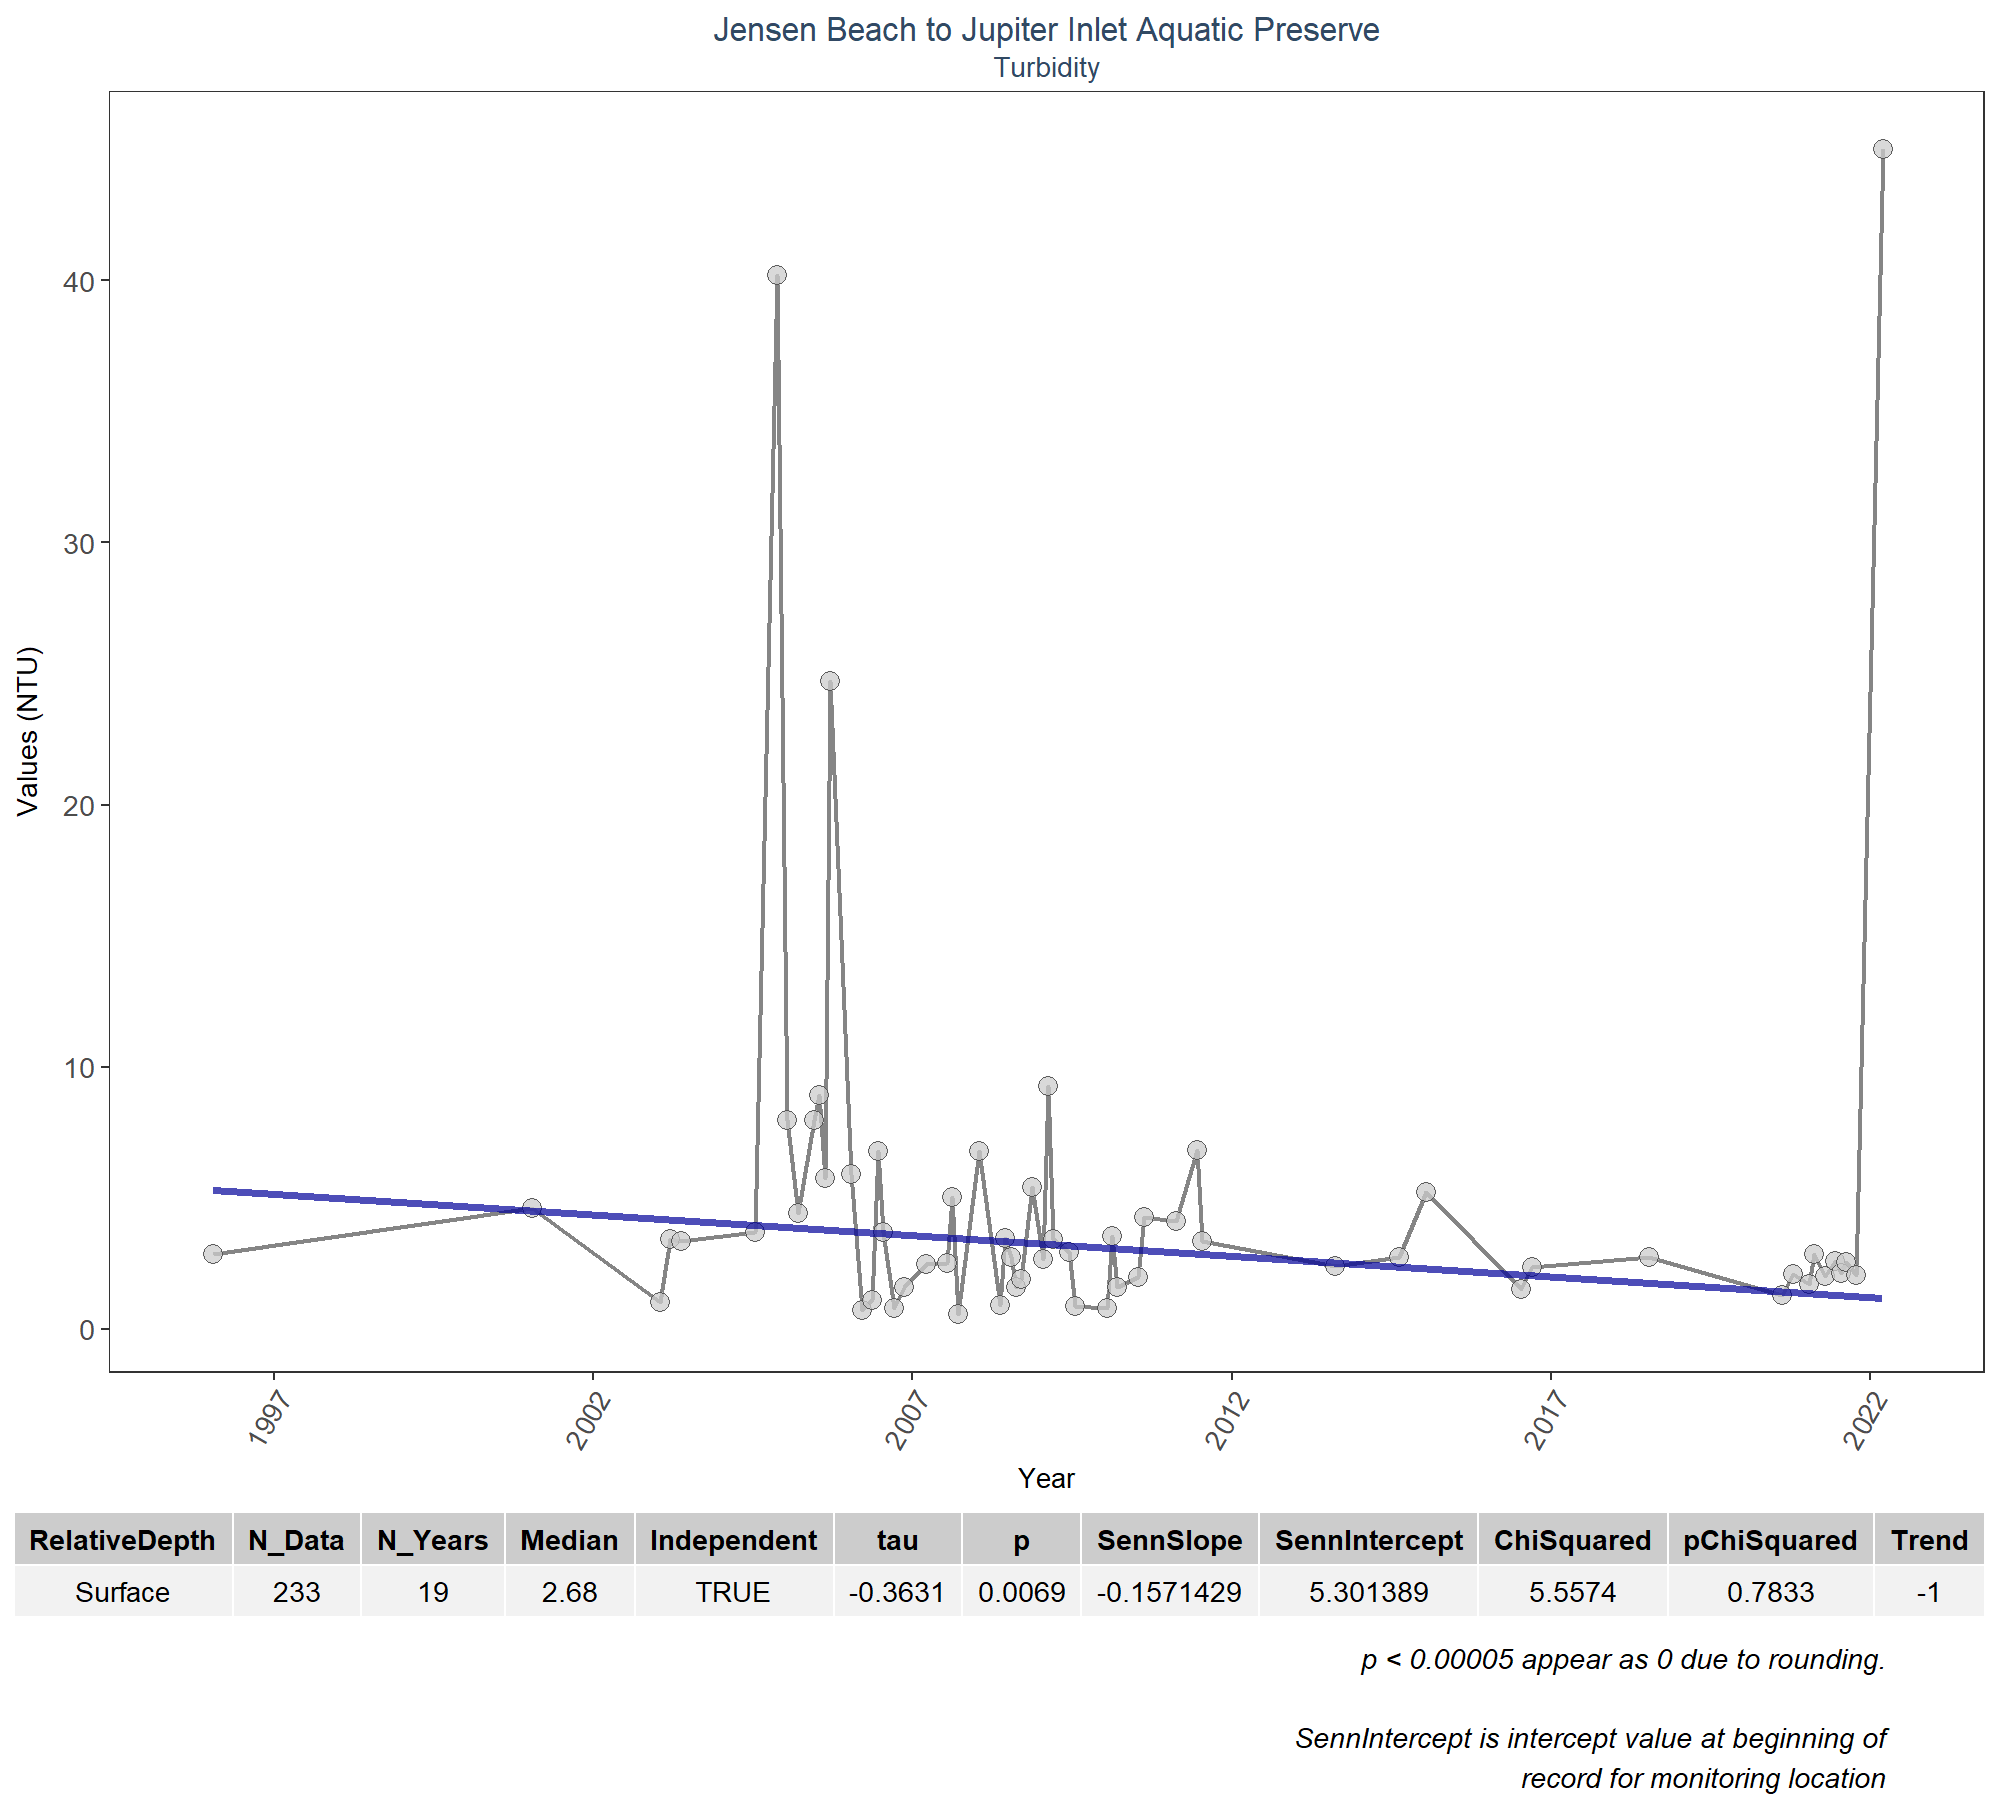 Jensen Beach to Jupiter Inlet Aquatic Preserve
Turbidity
Values (NTU)
40
30
20
10
0
1997
2002
2007
2012
2017
2022
Year
RelativeDepth N_Data N_Years Median Independent tau p SennSlope SennIntercept ChiSquared pChiSquared Trend
Surface 233 19 2.68 TRUE -0.3631 0.0069 -0.1571429 5.301389 5.5574 0.7833 -1
p < 0.00005 appear as 0 due to rounding.
SennIntercept is intercept value at beginning of
record for monitoring location